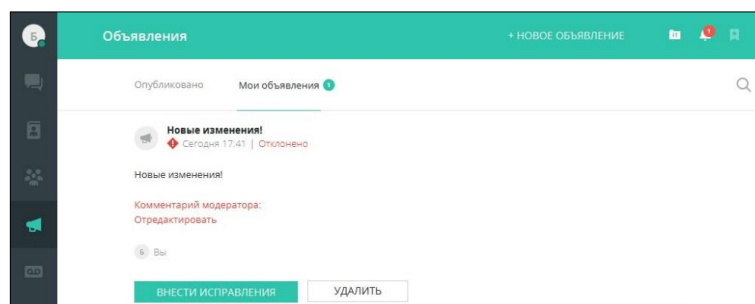 Б
Объявления
+ НОВОЕ ОБЪЯВЛЕНИЕ
1
Опубликовано
Мои объявления 1
Новые изменения!
Сегодня 17:41 | Отклонено
Новые изменения!
Комментарий модератора:
Отредактировать
Б Вы
ВНЕСТИ ИСПРАВЛЕНИЯ
УДАЛИТЬ